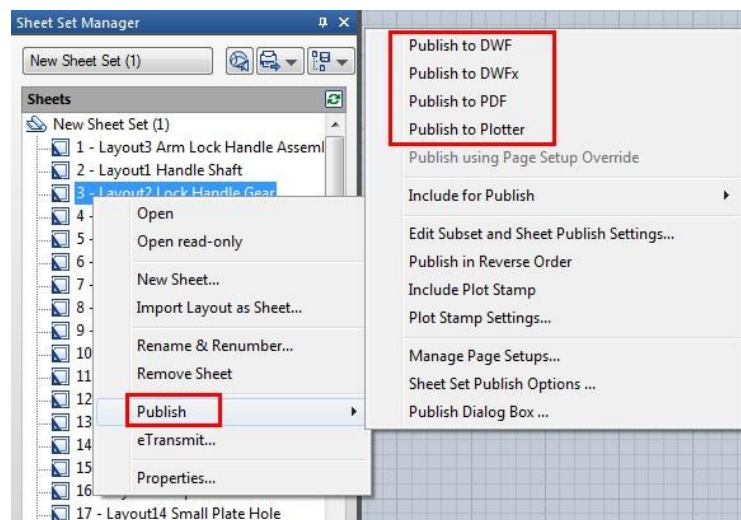 Sheet Set Manager
New Sheet Set (1)
Sheets
New Sheet Set (1)
1 - Layout3 Arm Lock Handle Assembl
2 - Layout1 Handle Shaft
3 - Layout2 Lock Handle Gear
4 -
5 -
6 -
7 -
8 -
9 -
10
11
12
13
14
15
16
17 - Layout14 Small Plate Hole
Open
Open read-only
New Sheet...
Import Layout as Sheet...
Rename & Renumber...
Remove Sheet
Publish
eTransmit...
Properties...
Publish to DWF
Publish to DWFx
Publish to PDF
Publish to Plotter
Publish using Page Setup Override
Include for Publish
Edit Subset and Sheet Publish Settings...
Publish in Reverse Order
Include Plot Stamp
Plot Stamp Settings...
Manage Page Setups...
Sheet Set Publish Options ...
Publish Dialog Box ...